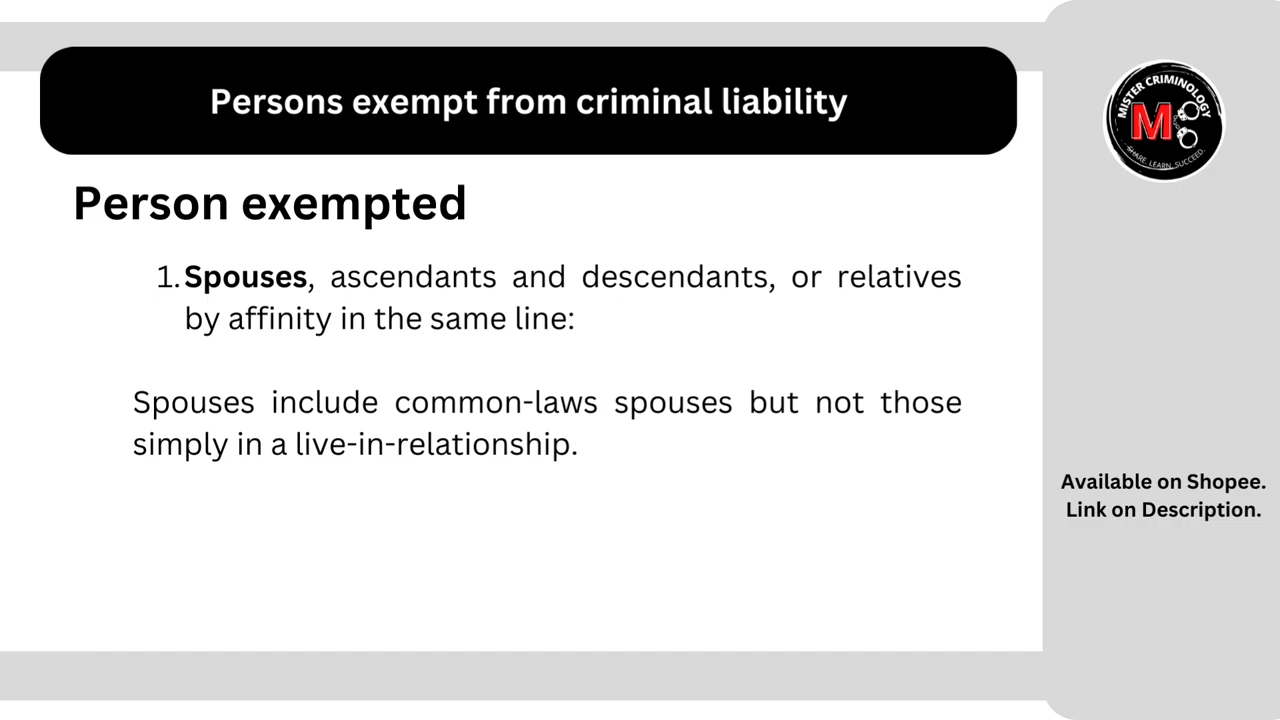 Persons exempt from criminal liability
MISTER CRIMINOLOGY
M
SHARE. LEARN. SUCCEED.
Person exempted
1. Spouses, ascendants and descendants, or relatives
by affinity in the same line:
Spouses include common-laws spouses but not those
simply in a live-in-relationship.
Available on Shopee.
Link on Description.